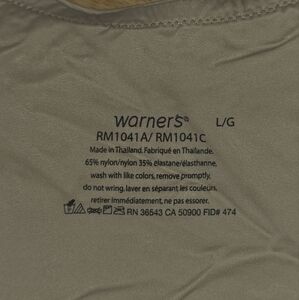 warner's® L/G
RM1041A/ RM1041C
Made in Thailand. Fabriqué en Thaïlande.
65% nylon/nylon 35% elastane/élasthanne.
wash with like colors, remove promptly.
do not wring. laver en séparant les couleurs,
retirer immédiatement, ne pas essorer.
RN 36543 CA 50900 FID# 474